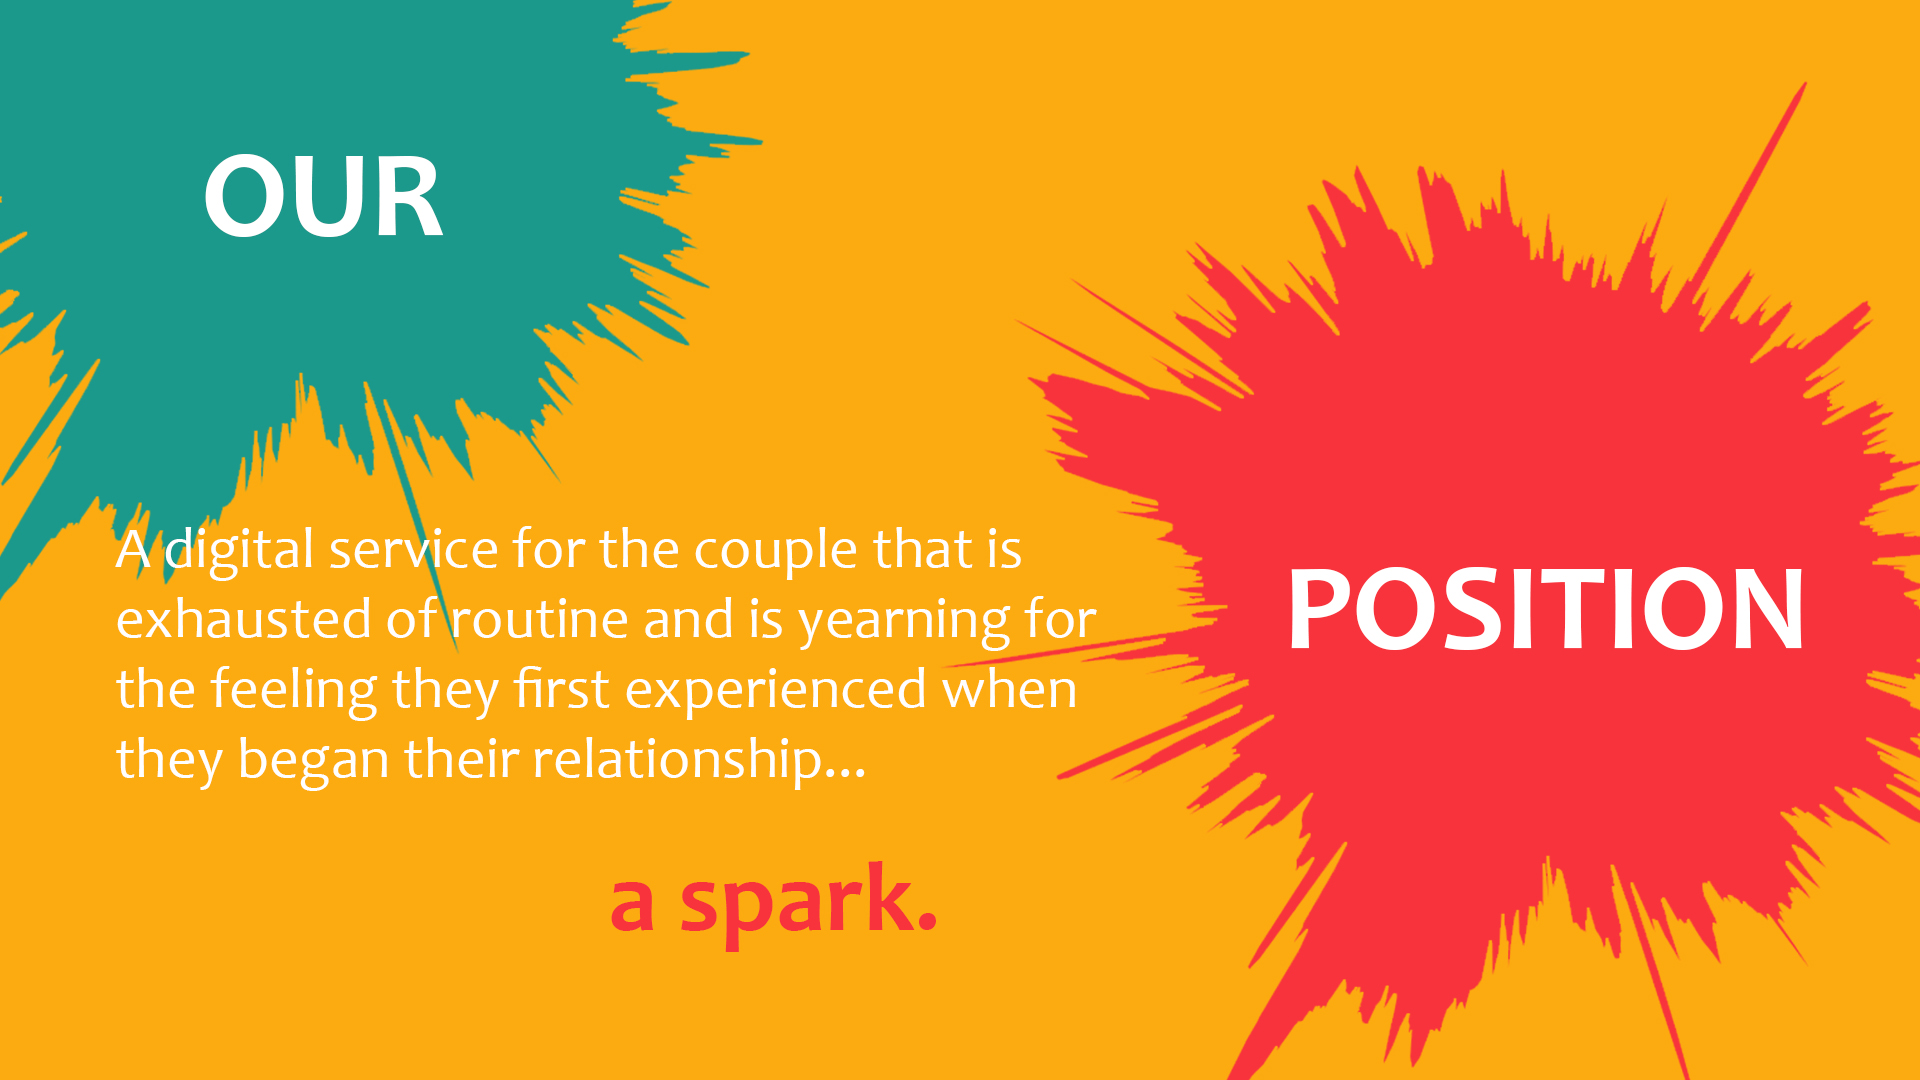 OUR
POSITION
A digital service for the couple that is
exhausted of routine and is yearning for
the feeling they first experienced when
they began their relationship...
a spark.